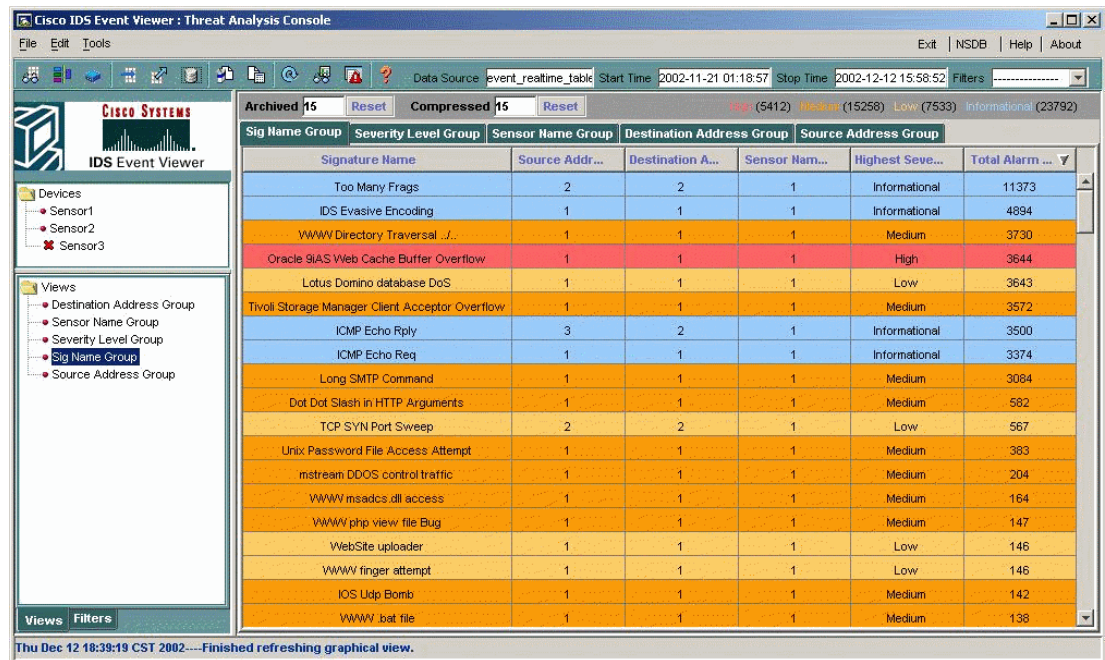 Cisco IDS Event Viewer : Threat Analysis Console
File Edit Tools Exit NSDB Help About
Data Source event_realtime_table Start Time 2002-11-21 01:18:57 Stop Time 2002-12-12 15:58:52 Filters ---------------
CISCO SYSTEMS
IDS Event Viewer
Devices
Sensor1
Sensor2
Sensor3
Views
Destination Address Group
Sensor Name Group
Severity Level Group
Sig Name Group
Source Address Group
Views Filters
Archived 15 Reset Compressed 15 Reset High (5412) Medium (15258) Low (7533) Informational (23792)
Sig Name Group Severity Level Group Sensor Name Group Destination Address Group Source Address Group
Signature Name Source Addr... Destination A... Sensor Nam... Highest Seve... Total Alarm ...
Too Many Frags 2 2 1 Informational 11373
IDS Evasive Encoding 1 1 1 Informational 4894
WWW Directory Traversal ../.. 1 1 1 Medium 3730
Oracle 9iAS Web Cache Buffer Overflow 1 1 1 High 3644
Lotus Domino database DoS 1 1 1 Low 3643
Tivoli Storage Manager Client Acceptor Overflow 1 1 1 Medium 3572
ICMP Echo Rply 3 2 1 Informational 3500
ICMP Echo Req 1 1 1 Informational 3374
Long SMTP Command 1 1 1 Medium 3084
Dot Dot Slash in HTTP Arguments 1 1 1 Medium 582
TCP SYN Port Sweep 2 2 1 Low 567
Unix Password File Access Attempt 1 1 1 Medium 383
mstream DDOS control traffic 1 1 1 Medium 204
WWW msadcs.dll access 1 1 1 Medium 164
WWW php view file Bug 1 1 1 Medium 147
WebSite uploader 1 1 1 Low 146
WWW finger attempt 1 1 1 Low 146
IOS Udp Bomb 1 1 1 Medium 142
WWW .bat file 1 1 1 Medium 138
Thu Dec 12 18:39:19 CST 2002----Finished refreshing graphical view.